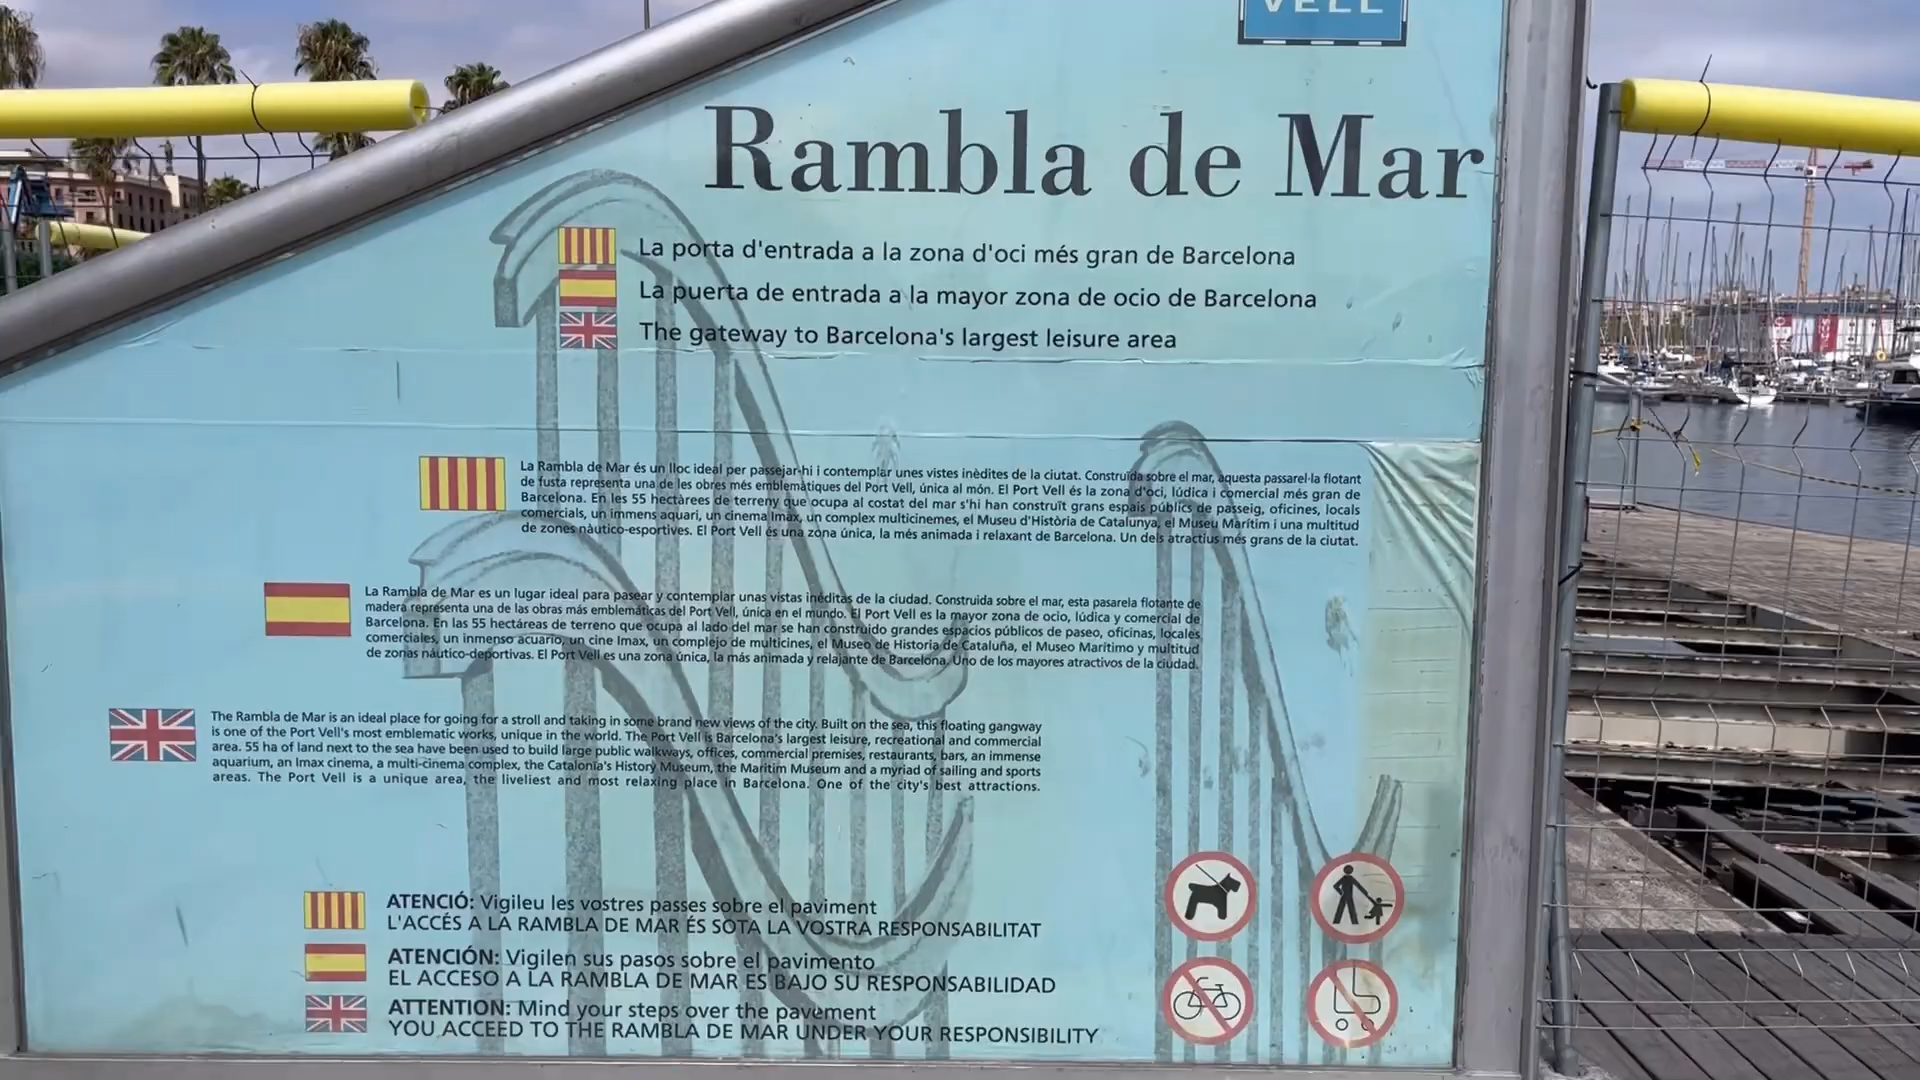 VELL
Rambla de Mar
La porta d'entrada a la zona d'oci més gran de Barcelona
La puerta de entrada a la mayor zona de ocio de Barcelona
The gateway to Barcelona's largest leisure area
La Rambla de Mar és un lloc ideal per passejar-hi i contemplar unes vistes inèdites de la ciutat. Construïda sobre el mar, aquesta passarel·la flotant
de fusta representa una de les obres més emblemàtiques del Port Vell, única al món. El Port Vell és la zona d'oci, lúdica i comercial més gran de
Barcelona. En les 55 hectàrees de terreny que ocupa al costat del mar s'hi han construït grans espais públics de passeig, oficines, locals
comercials, un immens aquari, un cinema Imax, un complex multicinemes, el Museu d'Història de Catalunya, el Museu Marítim i una multitud
de zones nàutico-esportives. El Port Vell és una zona única, la més animada i relaxant de Barcelona. Un dels atractius més grans de la ciutat.
La Rambla de Mar es un lugar ideal para pasear y contemplar unas vistas inéditas de la ciudad. Construida sobre el mar, esta pasarela flotante de
madera representa una de las obras más emblemáticas del Port Vell, única en el mundo. El Port Vell es la mayor zona de ocio, lúdica y comercial de
Barcelona. En las 55 hectáreas de terreno que ocupa al lado del mar se han construido grandes espacios públicos de paseo, oficinas, locales
comerciales, un inmenso acuario, un cine Imax, un complejo de multicines, el Museo de Historia de Cataluña, el Museo Marítimo y multitud
de zonas náutico-deportivas. El Port Vell es una zona única, la más animada y relajante de Barcelona. Uno de los mayores atractivos de la ciudad.
The Rambla de Mar is an ideal place for going for a stroll and taking in some brand new views of the city. Built on the sea, this floating gangway
is one of the Port Vell's most emblematic works, unique in the world. The Port Vell is Barcelona's largest leisure, recreational and commercial
area. 55 ha of land next to the sea have been used to build large public walkways, offices, commercial premises, restaurants, bars, an immense
aquarium, an Imax cinema, a multi-cinema complex, the Catalonia's History Museum, the Maritim Museum and a myriad of sailing and sports
areas. The Port Vell is a unique area, the liveliest and most relaxing place in Barcelona. One of the city's best attractions.
ATENCIÓ: Vigileu les vostres passes sobre el paviment
L'ACCÉS A LA RAMBLA DE MAR ÉS SOTA LA VOSTRA RESPONSABILITAT
ATENCIÓN: Vigilen sus pasos sobre el pavimento
EL ACCESO A LA RAMBLA DE MAR ES BAJO SU RESPONSABILIDAD
ATTENTION: Mind your steps over the pavement
YOU ACCEED TO THE RAMBLA DE MAR UNDER YOUR RESPONSIBILITY